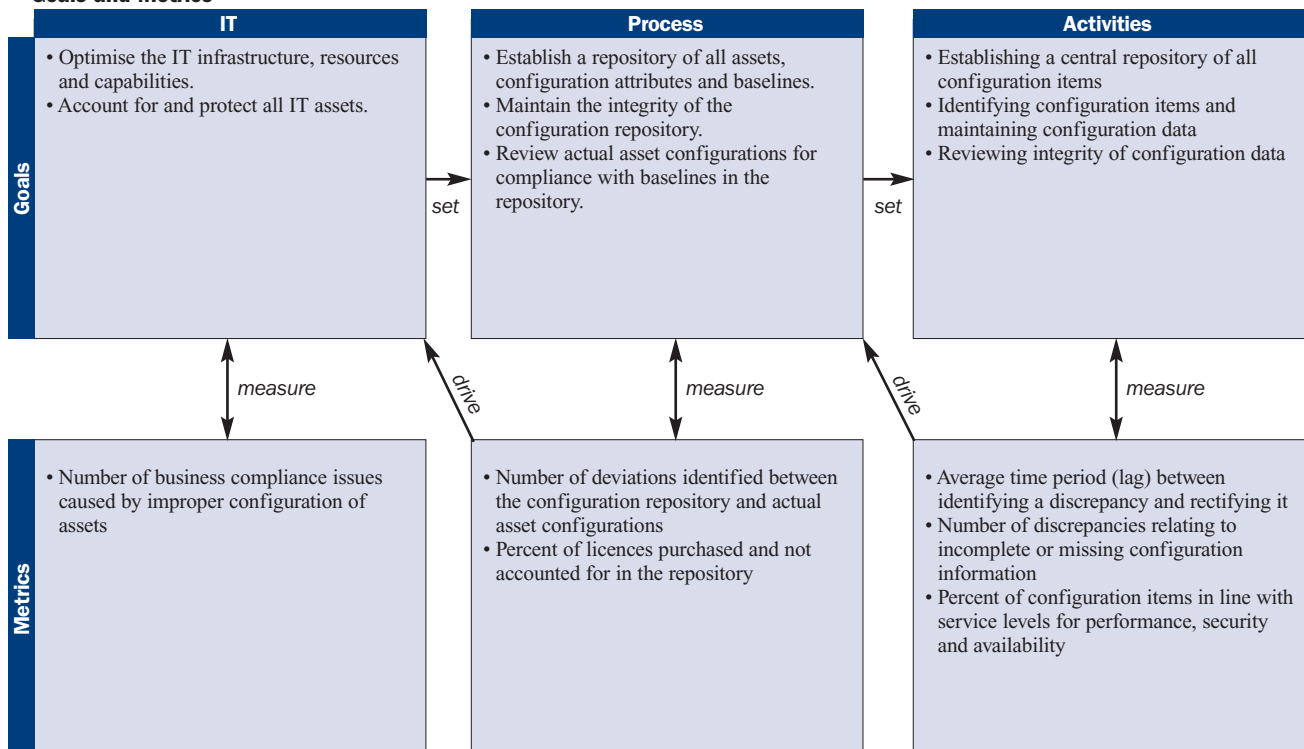 Goals and Metrics
IT
Process
Activities
Goals
• Optimise the IT infrastructure, resources
and capabilities.
• Account for and protect all IT assets.
set
• Establish a repository of all assets,
configuration attributes and baselines.
• Maintain the integrity of the
configuration repository.
• Review actual asset configurations for
compliance with baselines in the
repository.
set
• Establishing a central repository of all
configuration items
• Identifying configuration items and
maintaining configuration data
• Reviewing integrity of configuration data
measure
drive
measure
drive
measure
Metrics
• Number of business compliance issues
caused by improper configuration of
assets
• Number of deviations identified between
the configuration repository and actual
asset configurations
• Percent of licences purchased and not
accounted for in the repository
• Average time period (lag) between
identifying a discrepancy and rectifying it
• Number of discrepancies relating to
incomplete or missing configuration
information
• Percent of configuration items in line with
service levels for performance, security
and availability